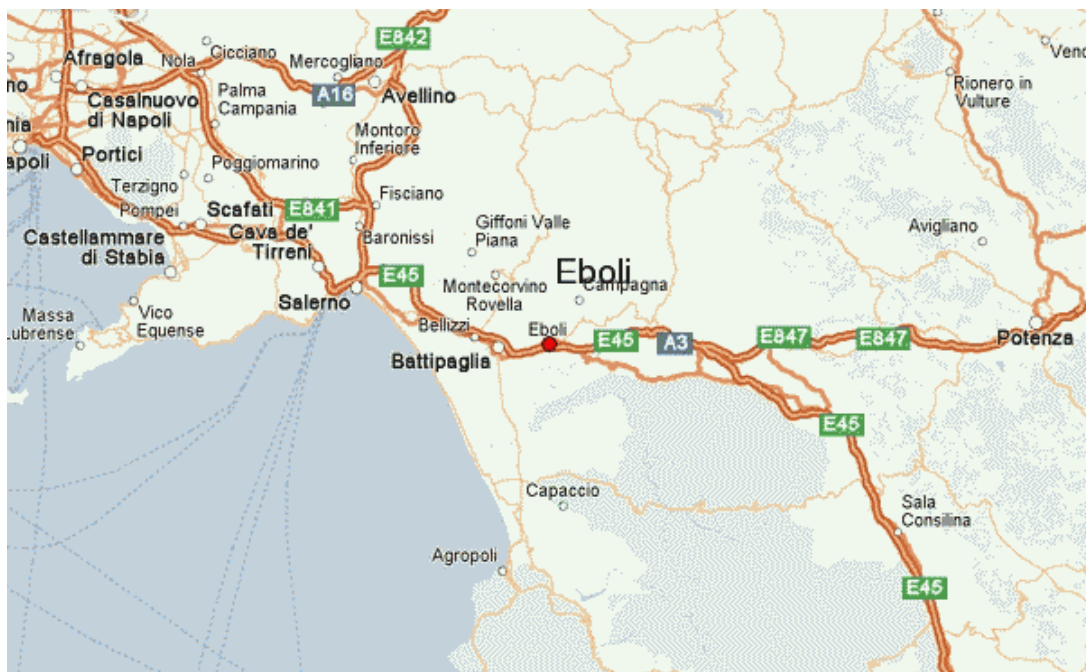 E842
Cicciano
Mercogliano
Nola
Afragola
no
A16
Avellino
Casalnuovo
di Napoli
Palma
Campania
Rionero in
Vulture
Montoro
Inferiore
nia
apoli
Portici
Poggiomarino
Terzigno
Fisciano
Pompei
Scafati
E841
Cava de'
Tirreni
Baronissi
Giffoni Valle
Piana
Avigliano
Castellammare
di Stabia
E45
Eboli
Montecorvino
Rovella
Campagna
Salerno
Massa
Lubrense
Vico
Equense
Bellizzi
Eboli
E45
A3
E847
E847
Potenza
Battipaglia
E45
Capaccio
Sala
Consilina
Agropoli
E45